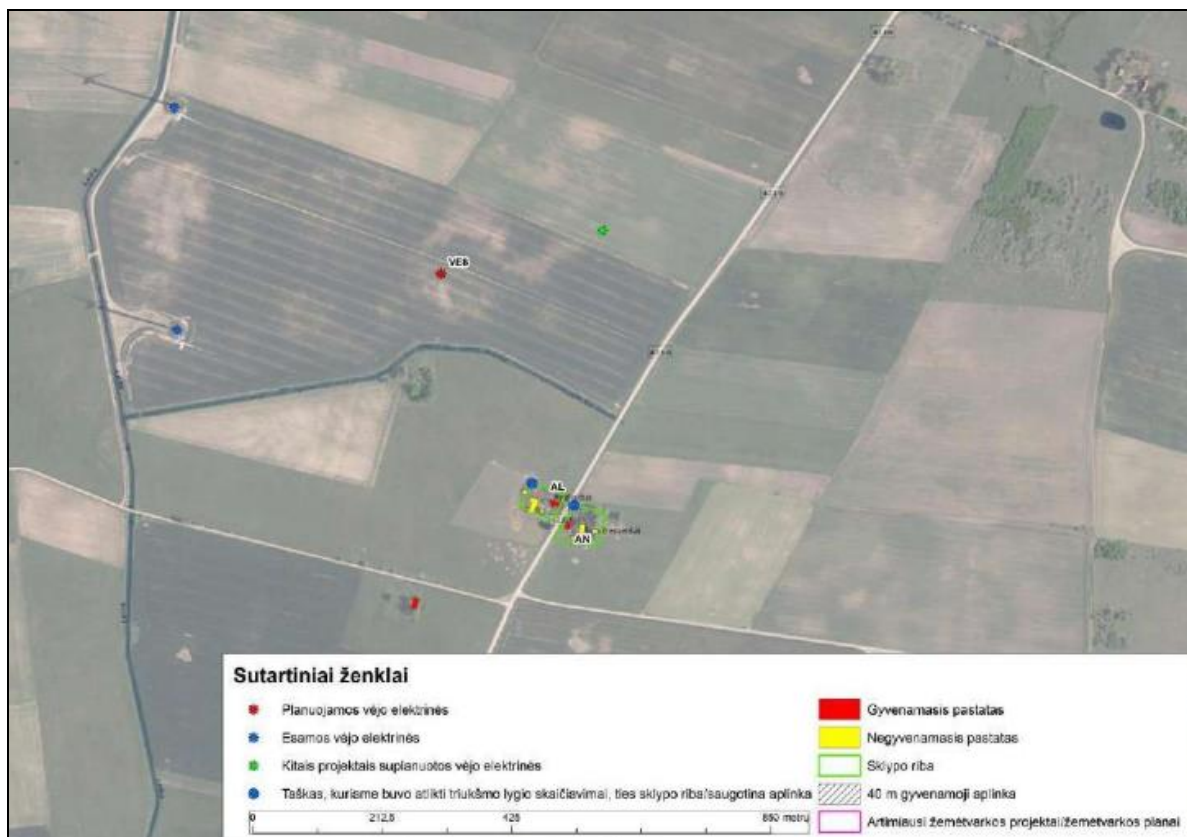 VE8
AL
AN
Sutartiniai ženklai
Planuojamos vėjo elektrinės
Esamos vėjo elektrinės
Kitais projektais suplanuotos vėjo elektrinės
Taškas, kuriame buvo atlikti triukšmo lygio skaičiavimai, ties sklypo riba/saugotina aplinka
0 212,5 425 850 metrų
Gyvenamasis pastatas
Negyvenamasis pastatas
Sklypo riba
40 m gyvenamoji aplinka
Artimiausi žemėtvarkos projektai/žemėtvarkos planai